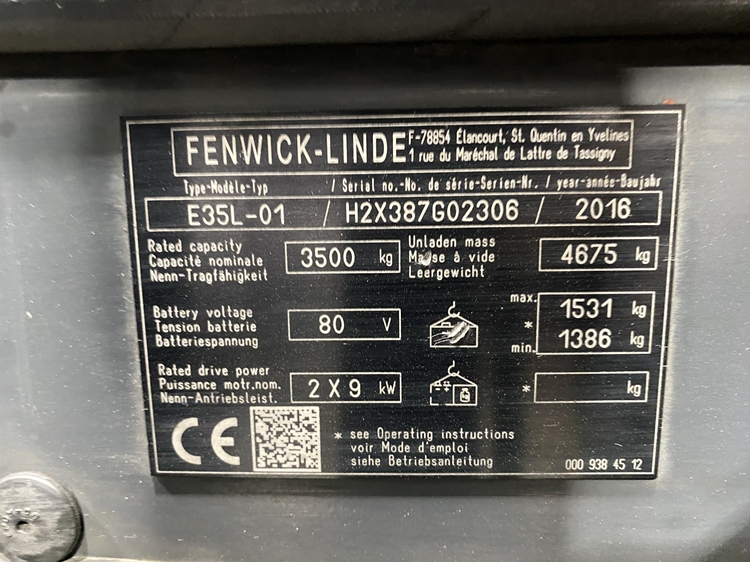 FENWICK-LINDE
F-78854 Élancourt, St. Quentin en Yvelines
1 rue du Maréchal de Lattre de Tassigny
Type-Modèle-Typ / Serial no.-No. de série-Serien-Nr. / year-année-Baujahr
E35L-01 / H2X387G02306 / 2016
Rated capacity
Capacité nominale
Nenn-Tragfähigkeit
3500 kg
Unladen mass
à vide
Leergewicht
4675 kg
Battery voltage
Tension batterie
Batteriespannung
80 V
max. 1531 kg
*
min. 1386 kg
Rated drive power
Puissance motr.nom.
Nenn-Antriebsleist.
2 X 9 kW
* kg
CE
* see Operating instructions
voir Mode d'emploi
siehe Betriebsanleitung
000 938 45 12